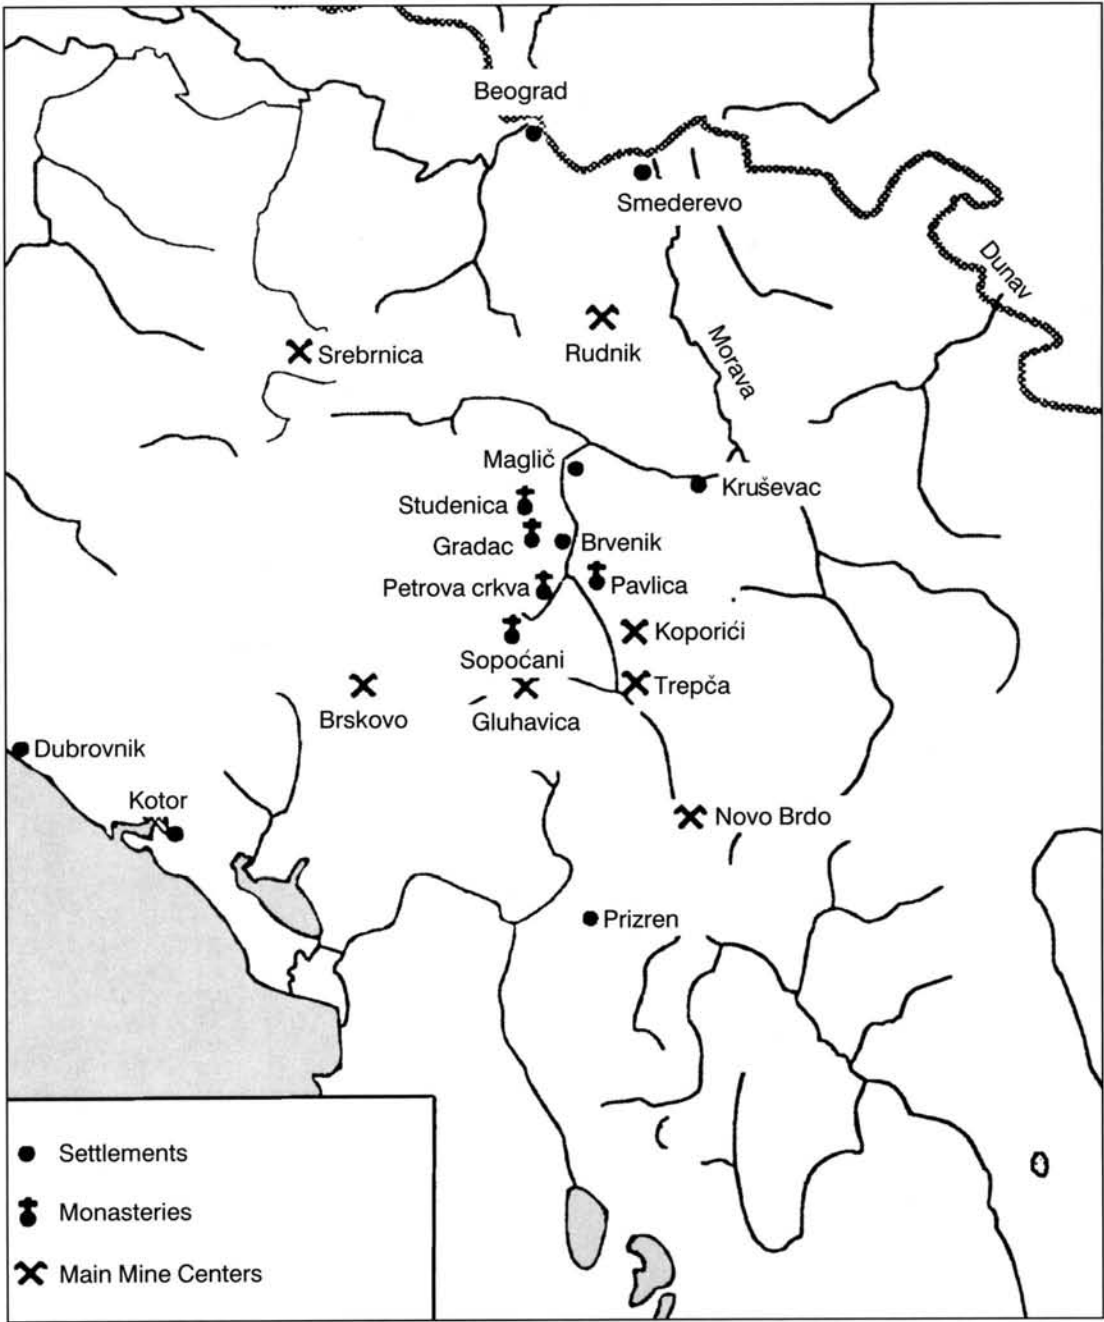 Beograd
Smederevo
Dunav
Srebrnica
Rudnik
Morava
Maglič
Kruševac
Studenica
Gradac
Brvenik
Petrova crkva
Pavlica
Koporići
Sopoćani
Trepča
Brskovo
Gluhavica
Dubrovnik
Kotor
Novo Brdo
Prizren
Settlements
Monasteries
Main Mine Centers